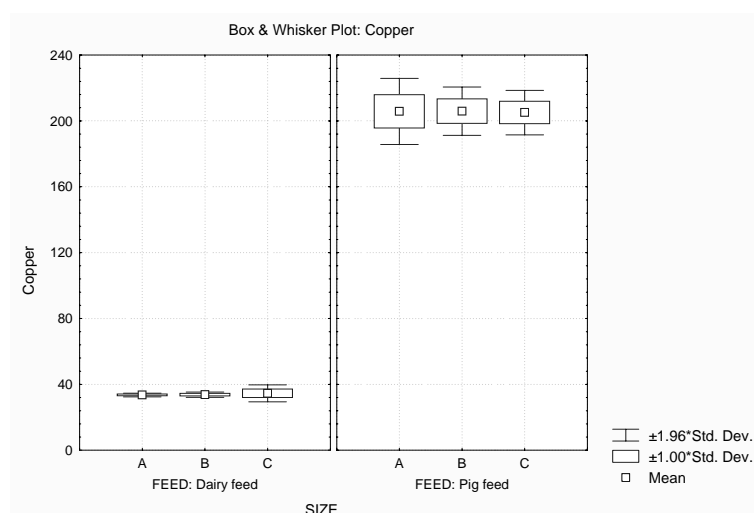 Box & Whisker Plot: Copper
Copper
240
200
160
120
80
40
0
A B C
FEED: Dairy feed
A B C
FEED: Pig feed
SIZE
±1.96*Std. Dev.
±1.00*Std. Dev.
Mean